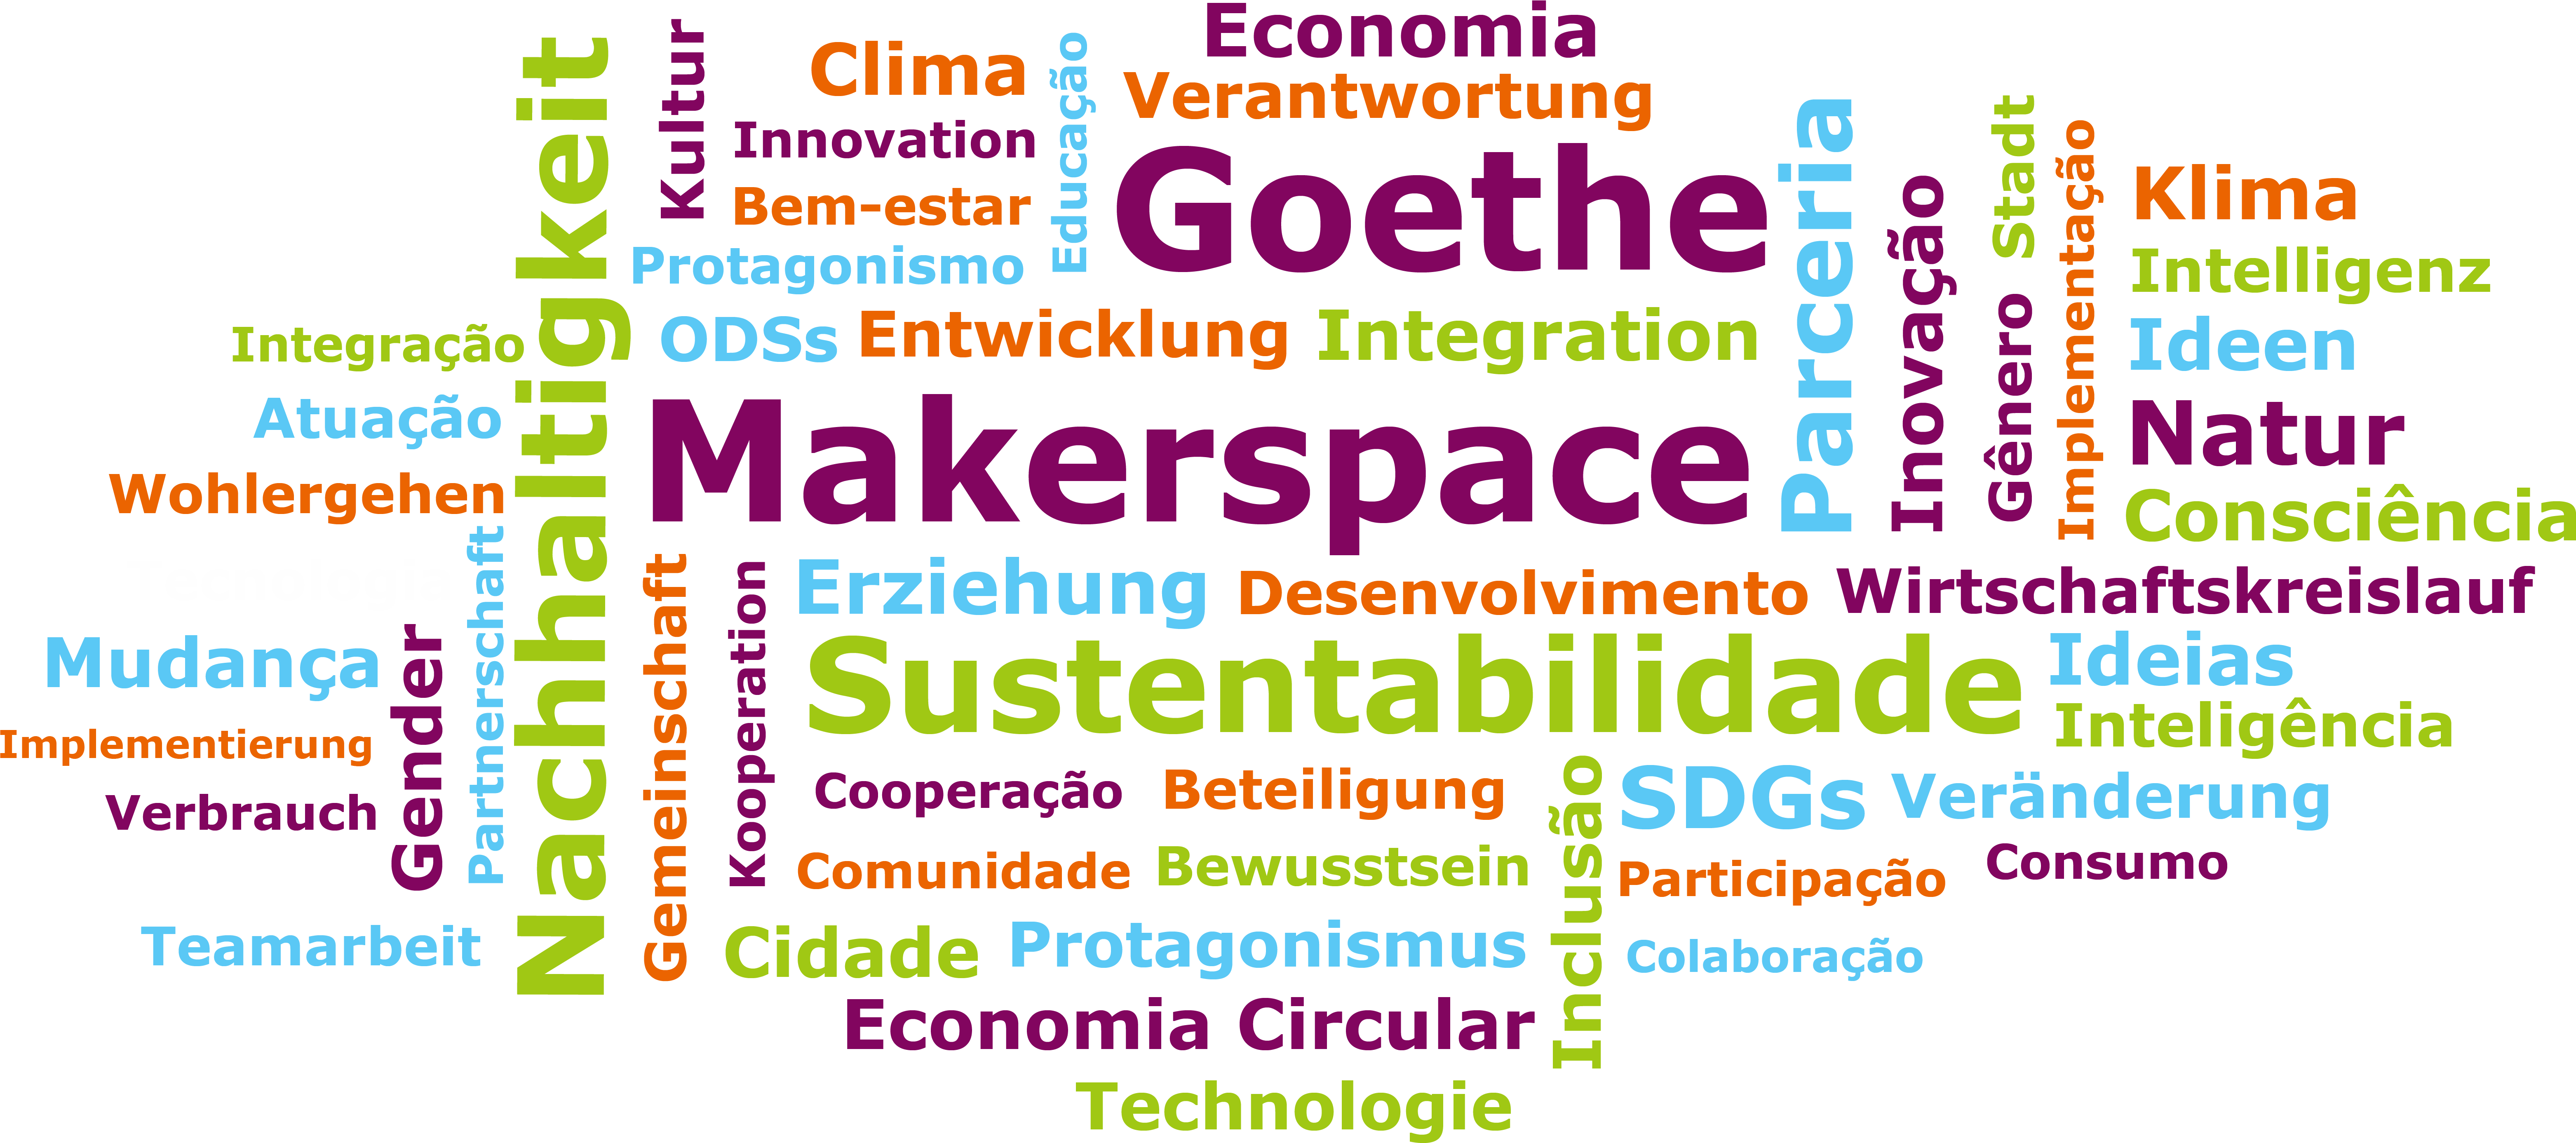 Economia
Kultur
Clima
Educação
Verantwortung
Nachhaltigkeit
Innovation
Goethe
Parceria
Stadt
Implementação
Klima
Bem-estar
Inovação
Protagonismo
Intelligenz
Gênero
Integração
ODSs
Entwicklung
Integration
Ideen
Atuação
Makerspace
Natur
Wohlergehen
Consciência
Partnerschaft
Gemeinschaft
Kooperation
Erziehung
Desenvolvimento
Wirtschaftskreislauf
Mudança
Gender
Sustentabilidade
Ideias
Implementierung
Inteligência
Verbrauch
Cooperação
Beteiligung
Inclusão
SDGs
Veränderung
Comunidade
Bewusstsein
Participação
Consumo
Teamarbeit
Cidade
Protagonismus
Colaboração
Economia Circular
Technologie